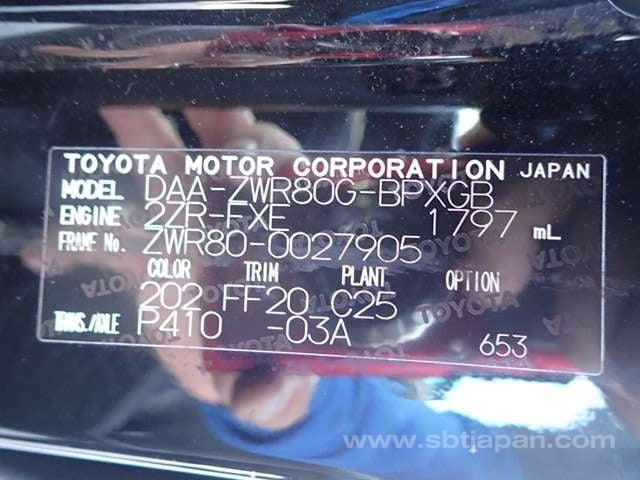 TOYOTA MOTOR CORPORATION JAPAN
MODEL DAA-ZWR80G-BPXGB
ENGINE 2ZR-FXE 1797 mL
FRAME No. ZWR80-0027905
COLOR TRIM PLANT OPTION
202 FF20 C25
TRANS./AXLE P410 -03A 653
www.sbtjapan.com